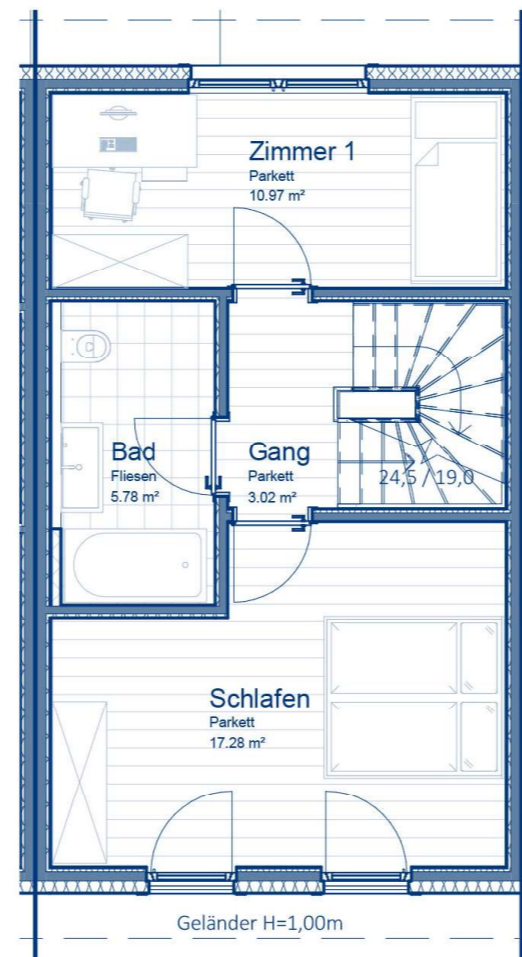 Zimmer 1
Parkett
10.97 m²
Bad
Fliesen
5.78 m²
Gang
Parkett
3.02 m²
24,5 / 19,0
Schlafen
Parkett
17.28 m²
Geländer H=1,00m